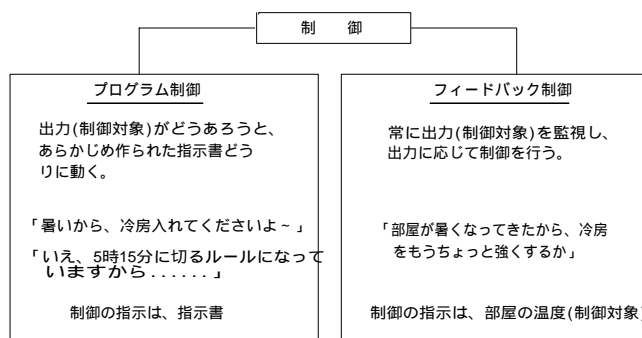 制　御
プログラム制御
出力(制御対象)がどうあろうと、
あらかじめ作られた指示書どう
りに動く。
「暑いから、冷房入れてくださいよ~」
「いえ、5時15分に切るルールになって
いますから......」
制御の指示は、指示書
フィードバック制御
常に出力(制御対象)を監視し、
出力に応じて制御を行う。
「部屋が暑くなってきたから、冷房
をもうちょっと強くするか」
制御の指示は、部屋の温度(制御対象)